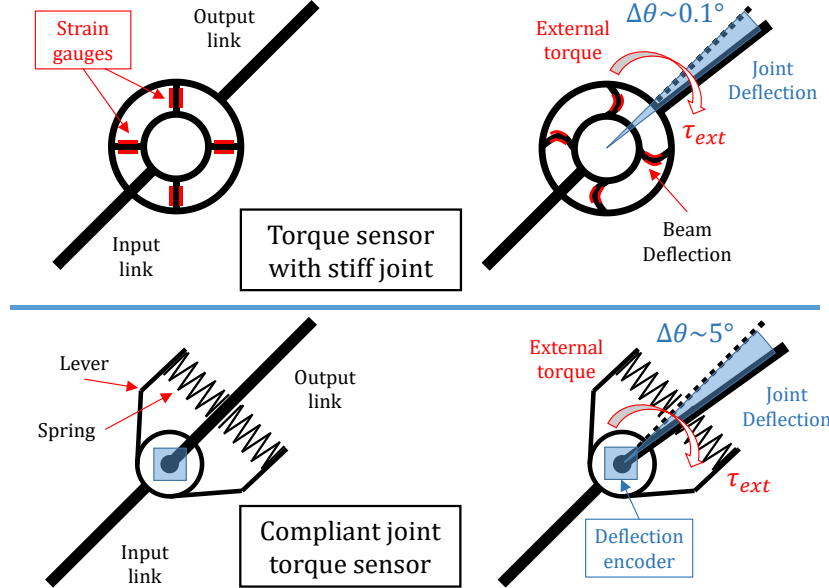 Output
link
Strain
gauges
Input
link
Torque sensor
with stiff joint
External
torque
Δθ~0.1°
Joint
Deflection
τext
Beam
Deflection
Lever
Spring
Output
link
Input
link
Compliant joint
torque sensor
External
torque
Δθ~5°
Joint
Deflection
τext
Deflection
encoder